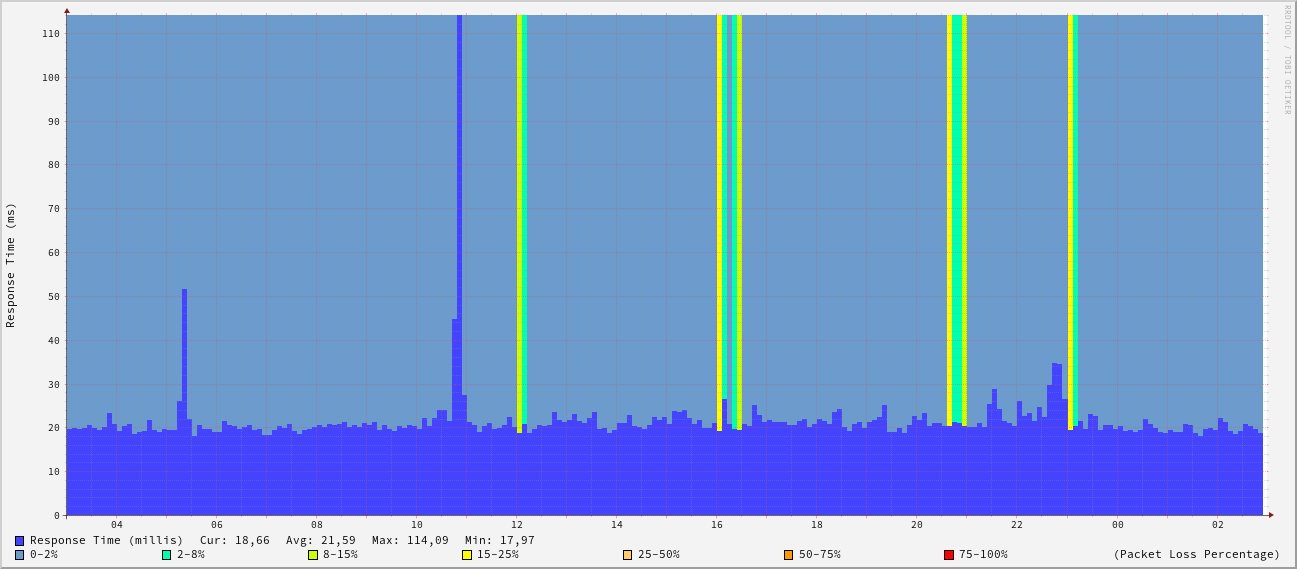 RRDTOOL / TOBI OETIKER
Response Time (ms)
110
100
90
80
70
60
50
40
30
20
10
0
04 06 08 10 12 14 16 18 20 22 00 02
Response Time (millis) Cur: 18,66 Avg: 21,59 Max: 114,09 Min: 17,97
0-2% 2-8% 8-15% 15-25% 25-50% 50-75% 75-100% (Packet Loss Percentage)